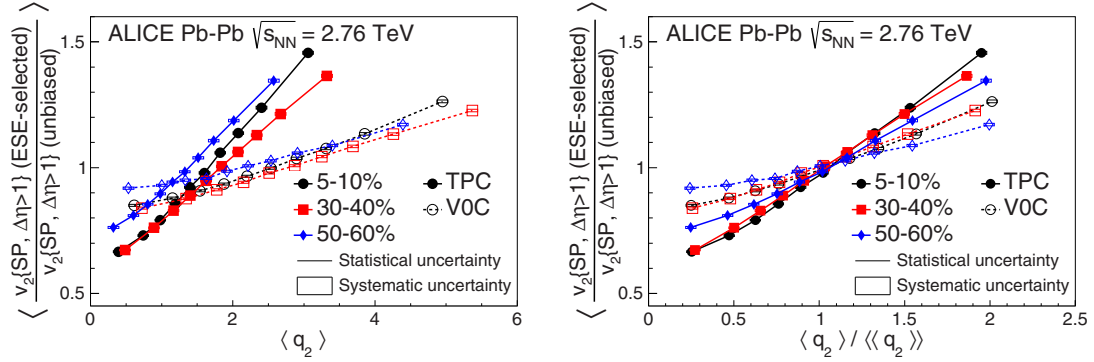 ALICE Pb-Pb √s_NN = 2.76 TeV
⟨ v₂{SP, Δη>1} (ESE-selected) / v₂{SP, Δη>1} (unbiased) ⟩
1.5
1
0.5
5-10% TPC
30-40% V0C
50-60%
Statistical uncertainty
Systematic uncertainty
0 2 4 6
⟨ q₂ ⟩
ALICE Pb-Pb √s_NN = 2.76 TeV
⟨ v₂{SP, Δη>1} (ESE-selected) / v₂{SP, Δη>1} (unbiased) ⟩
1.5
1
0.5
5-10% TPC
30-40% V0C
50-60%
Statistical uncertainty
Systematic uncertainty
0 0.5 1 1.5 2 2.5
⟨ q₂ ⟩ / ⟨⟨ q₂ ⟩⟩